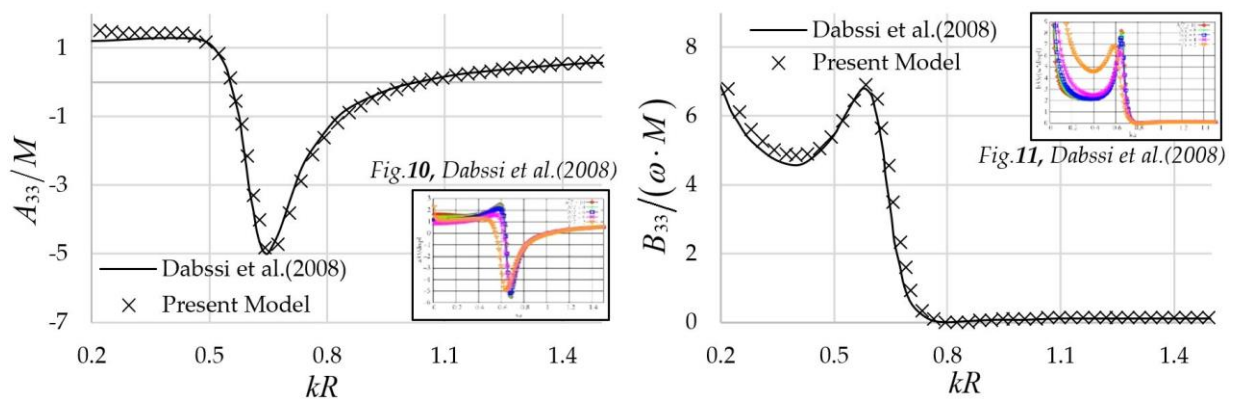 1
-1
-3
-5
-7
A₃₃/M
Fig.10, Dabssi et al.(2008)
Dabssi et al.(2008)
Present Model
0.2 0.5 0.8 1.1 1.4
kR
8
6
4
2
0
B₃₃/(ω · M)
Dabssi et al.(2008)
Present Model
Fig.11, Dabssi et al.(2008)
0.2 0.5 0.8 1.1 1.4
kR